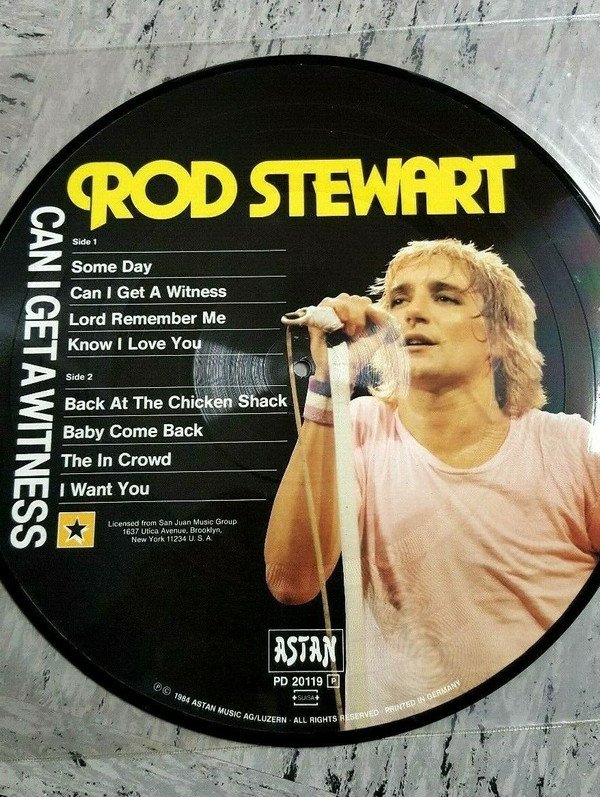 ROD STEWART
CAN I GET A WITNESS
Side 1
Some Day
Can I Get A Witness
Lord Remember Me
Know I Love You
Side 2
Back At The Chicken Shack
Baby Come Back
The In Crowd
I Want You
Licensed from San Juan Music Group
1637 Utica Avenue, Brooklyn,
New York 11234 U. S. A.
ASTAN
PD 20119 P
SUISA
Ⓟ © 1984 ASTAN MUSIC AG/LUZERN · ALL RIGHTS RESERVED · PRINTED IN GERMANY